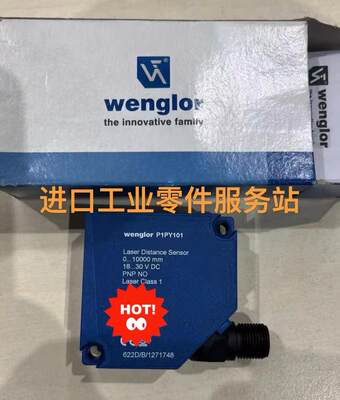 wenglor
the innovative family
进口工业零件服务站
wenglor P1PY101
Laser Distance Sensor
0...10000 mm
18...30 V DC
PNP NO
Laser Class 1
HOT!
622D/B/1271748